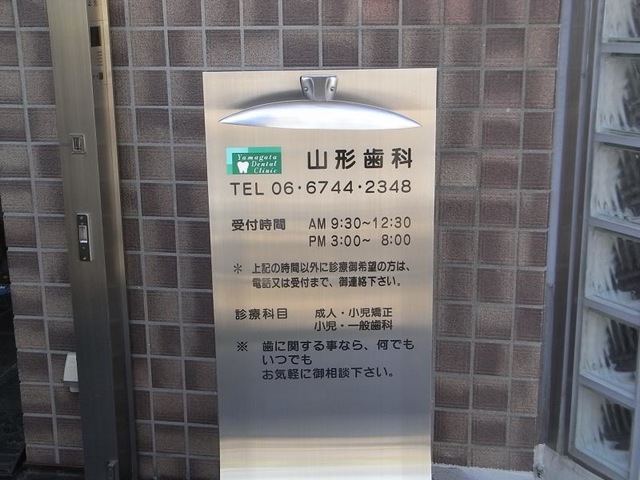 Yamagata
Dental
Clinic
山形歯科
TEL 06・6744・2348
受付時間 AM 9:30~12:30
PM 3:00~ 8:00
＊ 上記の時間以外に診療御希望の方は、
電話又は受付まで、御連絡下さい。
診療科目 成人・小児矯正
小児・一般歯科
※ 歯に関する事なら、何でも
いつでも
お気軽に御相談下さい。